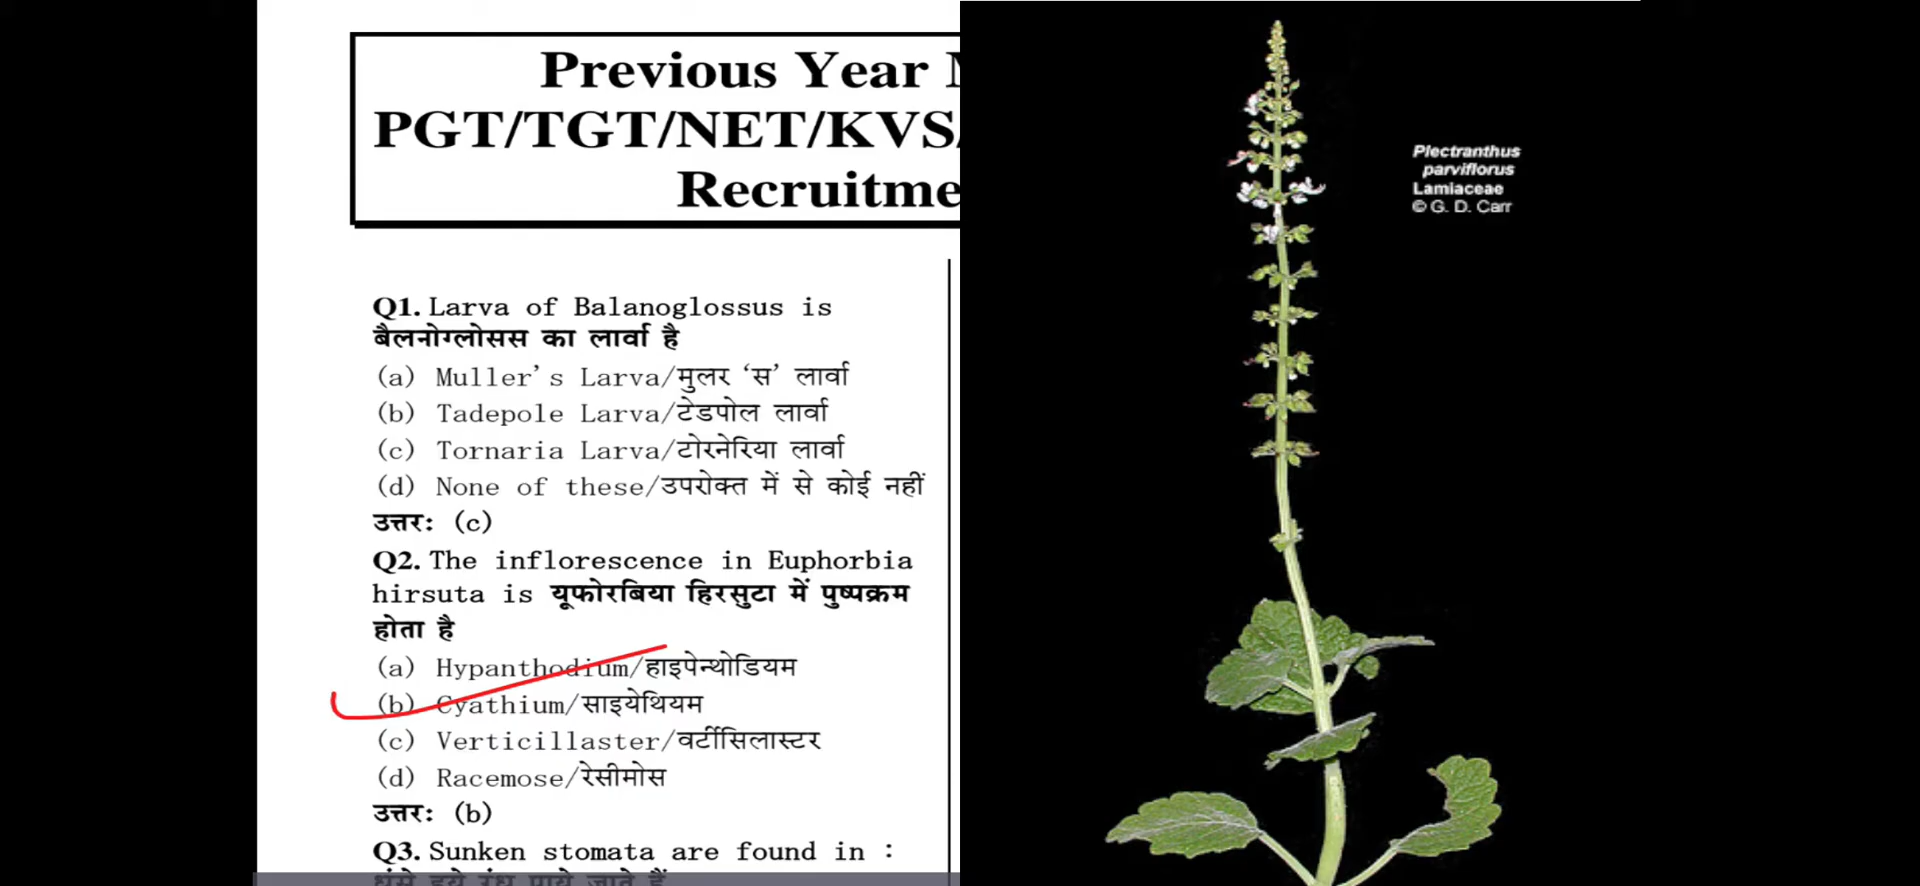 Previous Year
PGT/TGT/NET/KVS/
Recruitme
Q1. Larva of Balanoglossus is
बैलनोग्लोसस का लार्वा है
(a) Muller's Larva/मुलर ‘स’ लार्वा
(b) Tadepole Larva/टेडपोल लार्वा
(c) Tornaria Larva/टोरनेरिया लार्वा
(d) None of these/उपरोक्त में से कोई नहीं
उत्तरः (c)
Q2. The inflorescence in Euphorbia
hirsuta is यूफोरबिया हिरसुटा में पुष्पक्रम
होता है
(a) Hypanthodium/हाइपेन्थोडियम
(b) Cyathium/साइयेथियम
(c) Verticillaster/वर्टीसिलास्टर
(d) Racemose/रेसीमोस
उत्तरः (b)
Q3. Sunken stomata are found in :
Plectranthus
parviflorus
Lamiaceae
© G. D. Carr